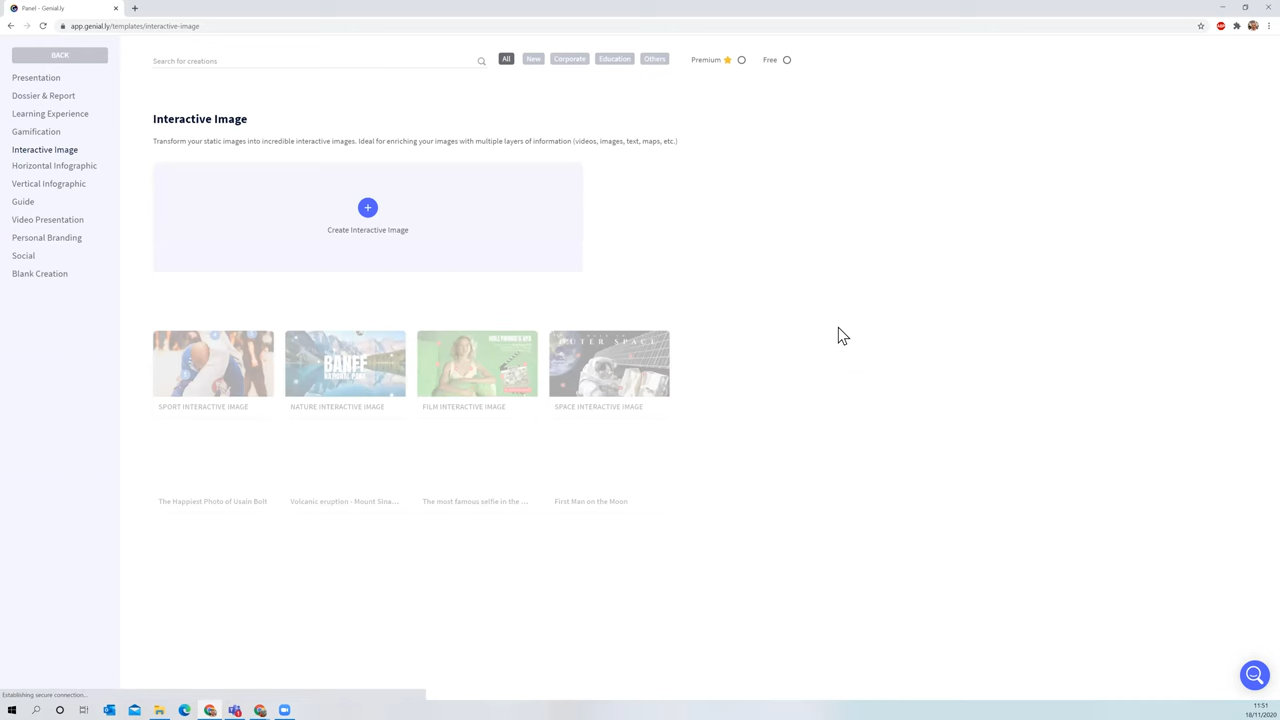 Panel - Genial.ly
app.genial.ly/templates/interactive-image
BACK
Presentation
Dossier & Report
Learning Experience
Gamification
Interactive Image
Horizontal Infographic
Vertical Infographic
Guide
Video Presentation
Personal Branding
Social
Blank Creation
Search for creations
All
New
Corporate
Education
Others
Premium
Free
Interactive Image
Transform your static images into incredible interactive images. Ideal for enriching your images with multiple layers of information (videos, images, text, maps, etc.)
Create Interactive Image
BANFF
NATIONAL PARK
OUTER SPACE
SPORT INTERACTIVE IMAGE
NATURE INTERACTIVE IMAGE
FILM INTERACTIVE IMAGE
SPACE INTERACTIVE IMAGE
The Happiest Photo of Usain Bolt
Volcanic eruption - Mount Sina...
The most famous selfie in the ...
First Man on the Moon
Establishing secure connection...
11:51
18/11/2020